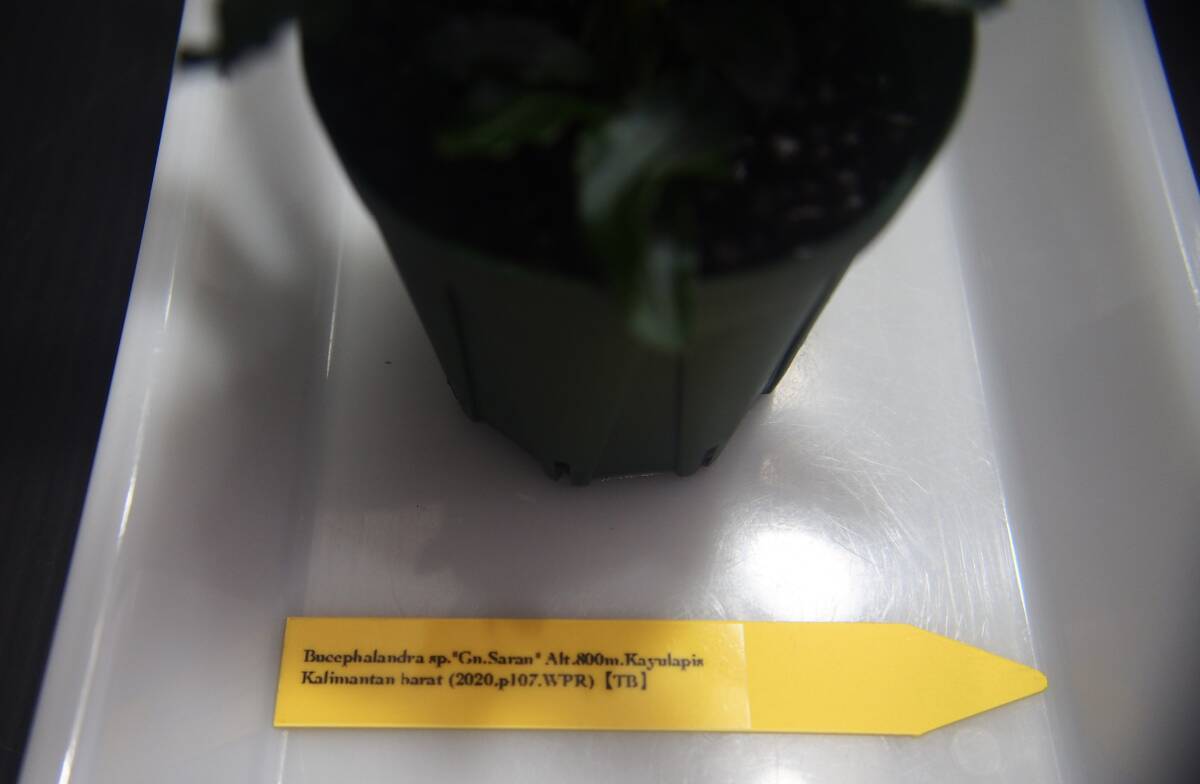 Bucephalandra sp."Gn.Saran" Alt.800m.Kayulapis
Kalimantan barat (2020.p107.WPR)【TB】